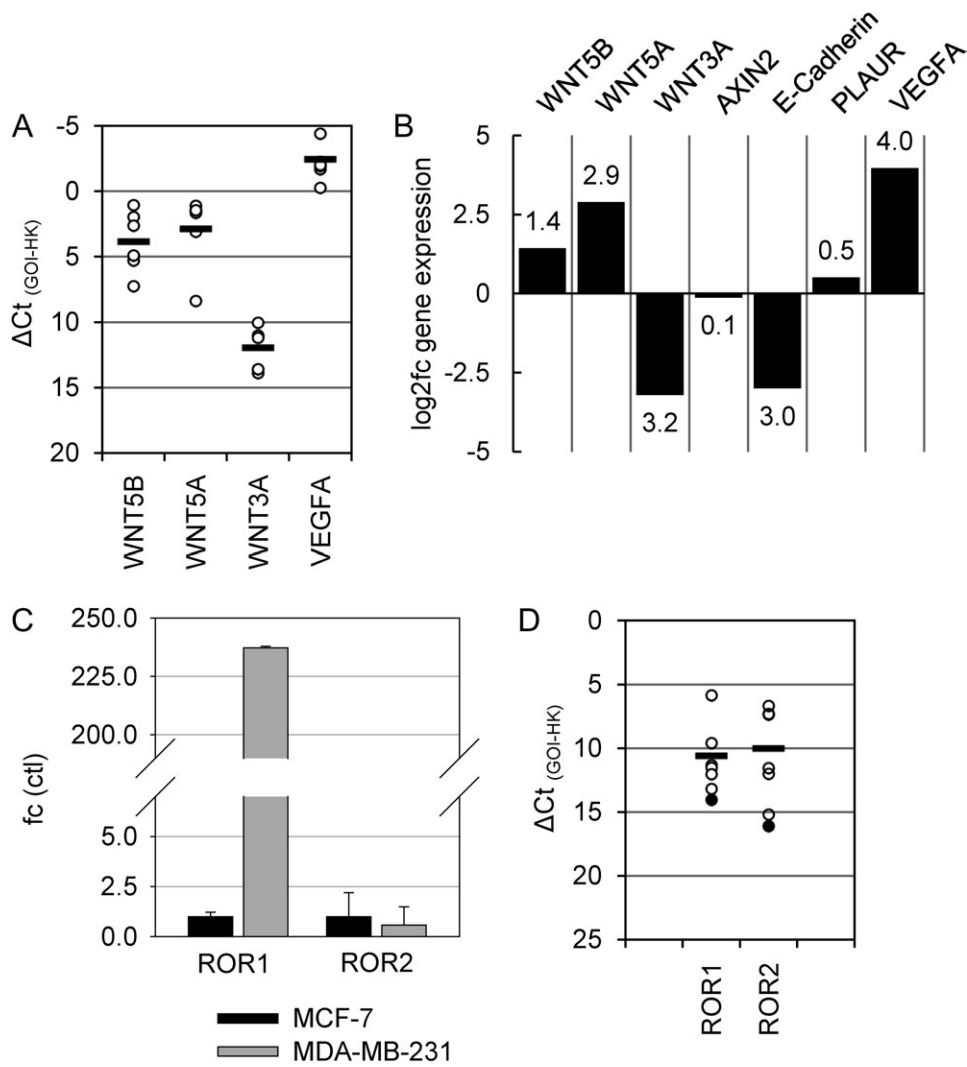 A
-5
0
5
10
15
20
ΔCt (GOI-HK)
WNT5B
WNT5A
WNT3A
VEGFA
B
WNT5B
WNT5A
WNT3A
AXIN2
E-Cadherin
PLAUR
VEGFA
5
2.5
0
-2.5
-5
log2fc gene expression
1.4
2.9
3.2
0.1
3.0
0.5
4.0
C
250.0
225.0
200.0
5.0
2.5
0.0
fc (ctl)
ROR1
ROR2
MCF-7
MDA-MB-231
D
0
5
10
15
20
25
ΔCt (GOI-HK)
ROR1
ROR2